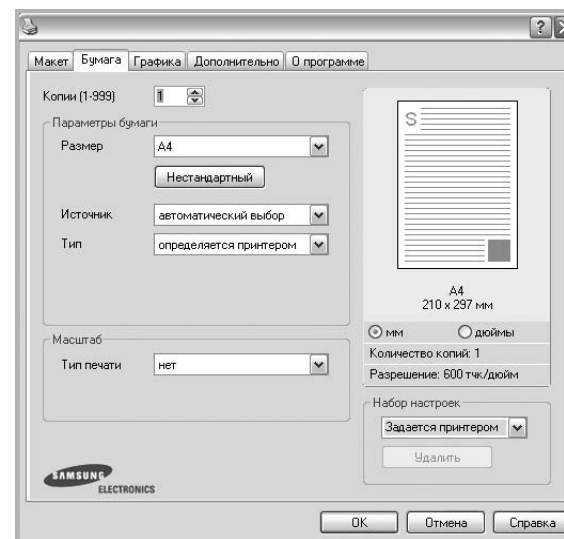 Макет Бумага Графика Дополнительно О программе
Копии (1-999) 1
Параметры бумаги
Размер A4
Нестандартный
Источник автоматический выбор
Тип определяется принтером
Масштаб
Тип печати нет
SAMSUNG
ELECTRONICS
S
A4
210 x 297 мм
мм дюймы
Количество копий: 1
Разрешение: 600 тчк/дюйм
Набор настроек
Задается принтером
Удалить
OK Отмена Справка